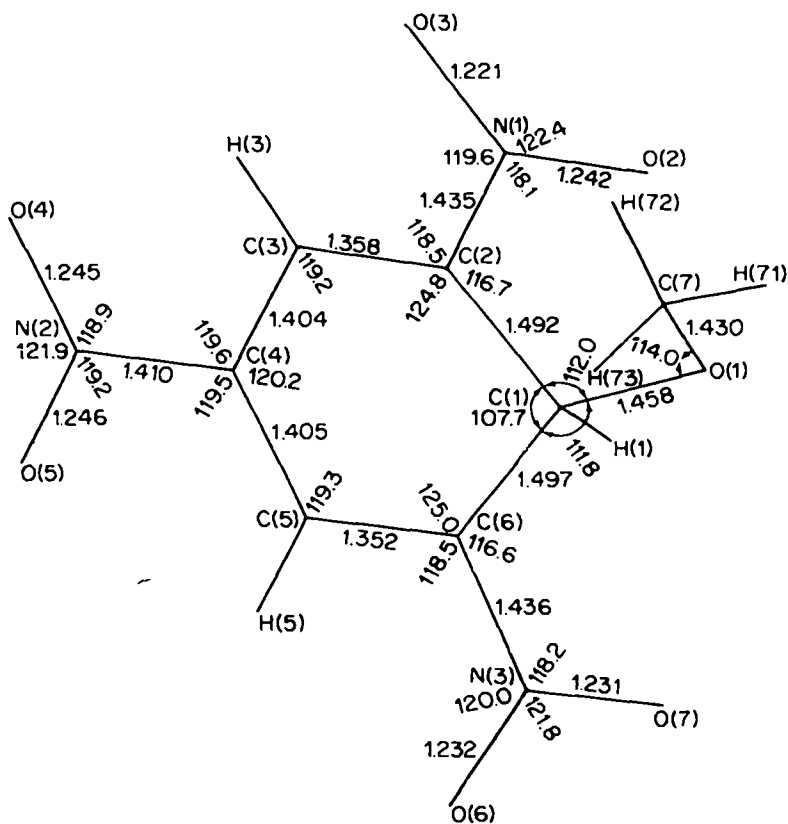 O(3)
1.221
H(3)
N(1)
122.4
119.6
118.1
1.242
O(2)
1.435
H(72)
O(4)
C(3)
1.358
118.5
C(2)
119.2
124.8
116.7
C(7)
H(71)
1.245
1.404
1.492
1.430
N(2)
118.9
121.9
119.2
1.410
119.6
C(4)
119.5
120.2
112.0
114.0
H(73)
O(1)
C(1)
1.458
107.7
1.246
1.405
111.8
H(1)
O(5)
1.497
119.3
125.0
C(5)
C(6)
1.352
118.5
116.6
H(5)
1.436
N(3)
118.2
120.0
1.231
121.8
O(7)
1.232
O(6)